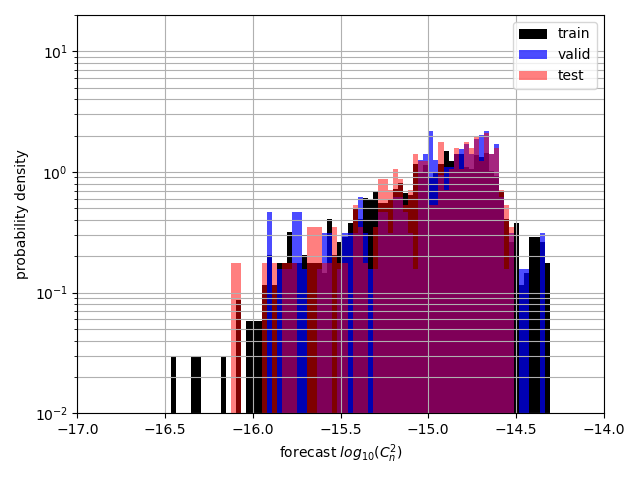 train
valid
test
10¹
10⁰
10⁻¹
10⁻²
probability density
−17.0 −16.5 −16.0 −15.5 −15.0 −14.5 −14.0
forecast log₁₀(Cₙ²)